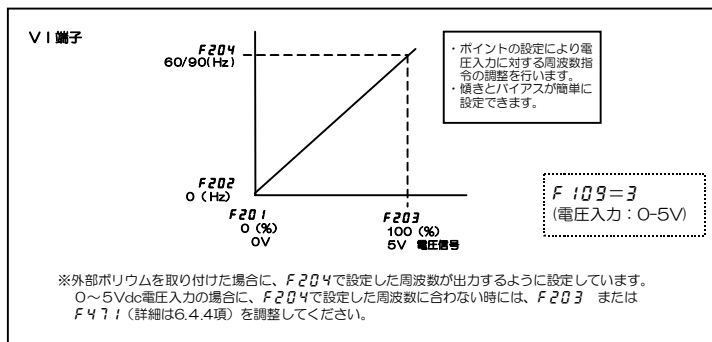 VI端子
F204
60/90(Hz)
・ポイントの設定により電
圧入力に対する周波数指
令の調整を行います。
・傾きとバイアスが簡単に
設定できます。
F202
0 (Hz)
F201
0 (%)
0V
F203
100 (%)
5V 電圧信号
F109=3
(電圧入力：0-5V)
※外部ボリウムを取り付けた場合に、F204で設定した周波数が出力するように設定しています。
0～5Vdc電圧入力の場合に、F204で設定した周波数に合わない時には、F203 または
F471（詳細は6.4.4項）を調整してください。